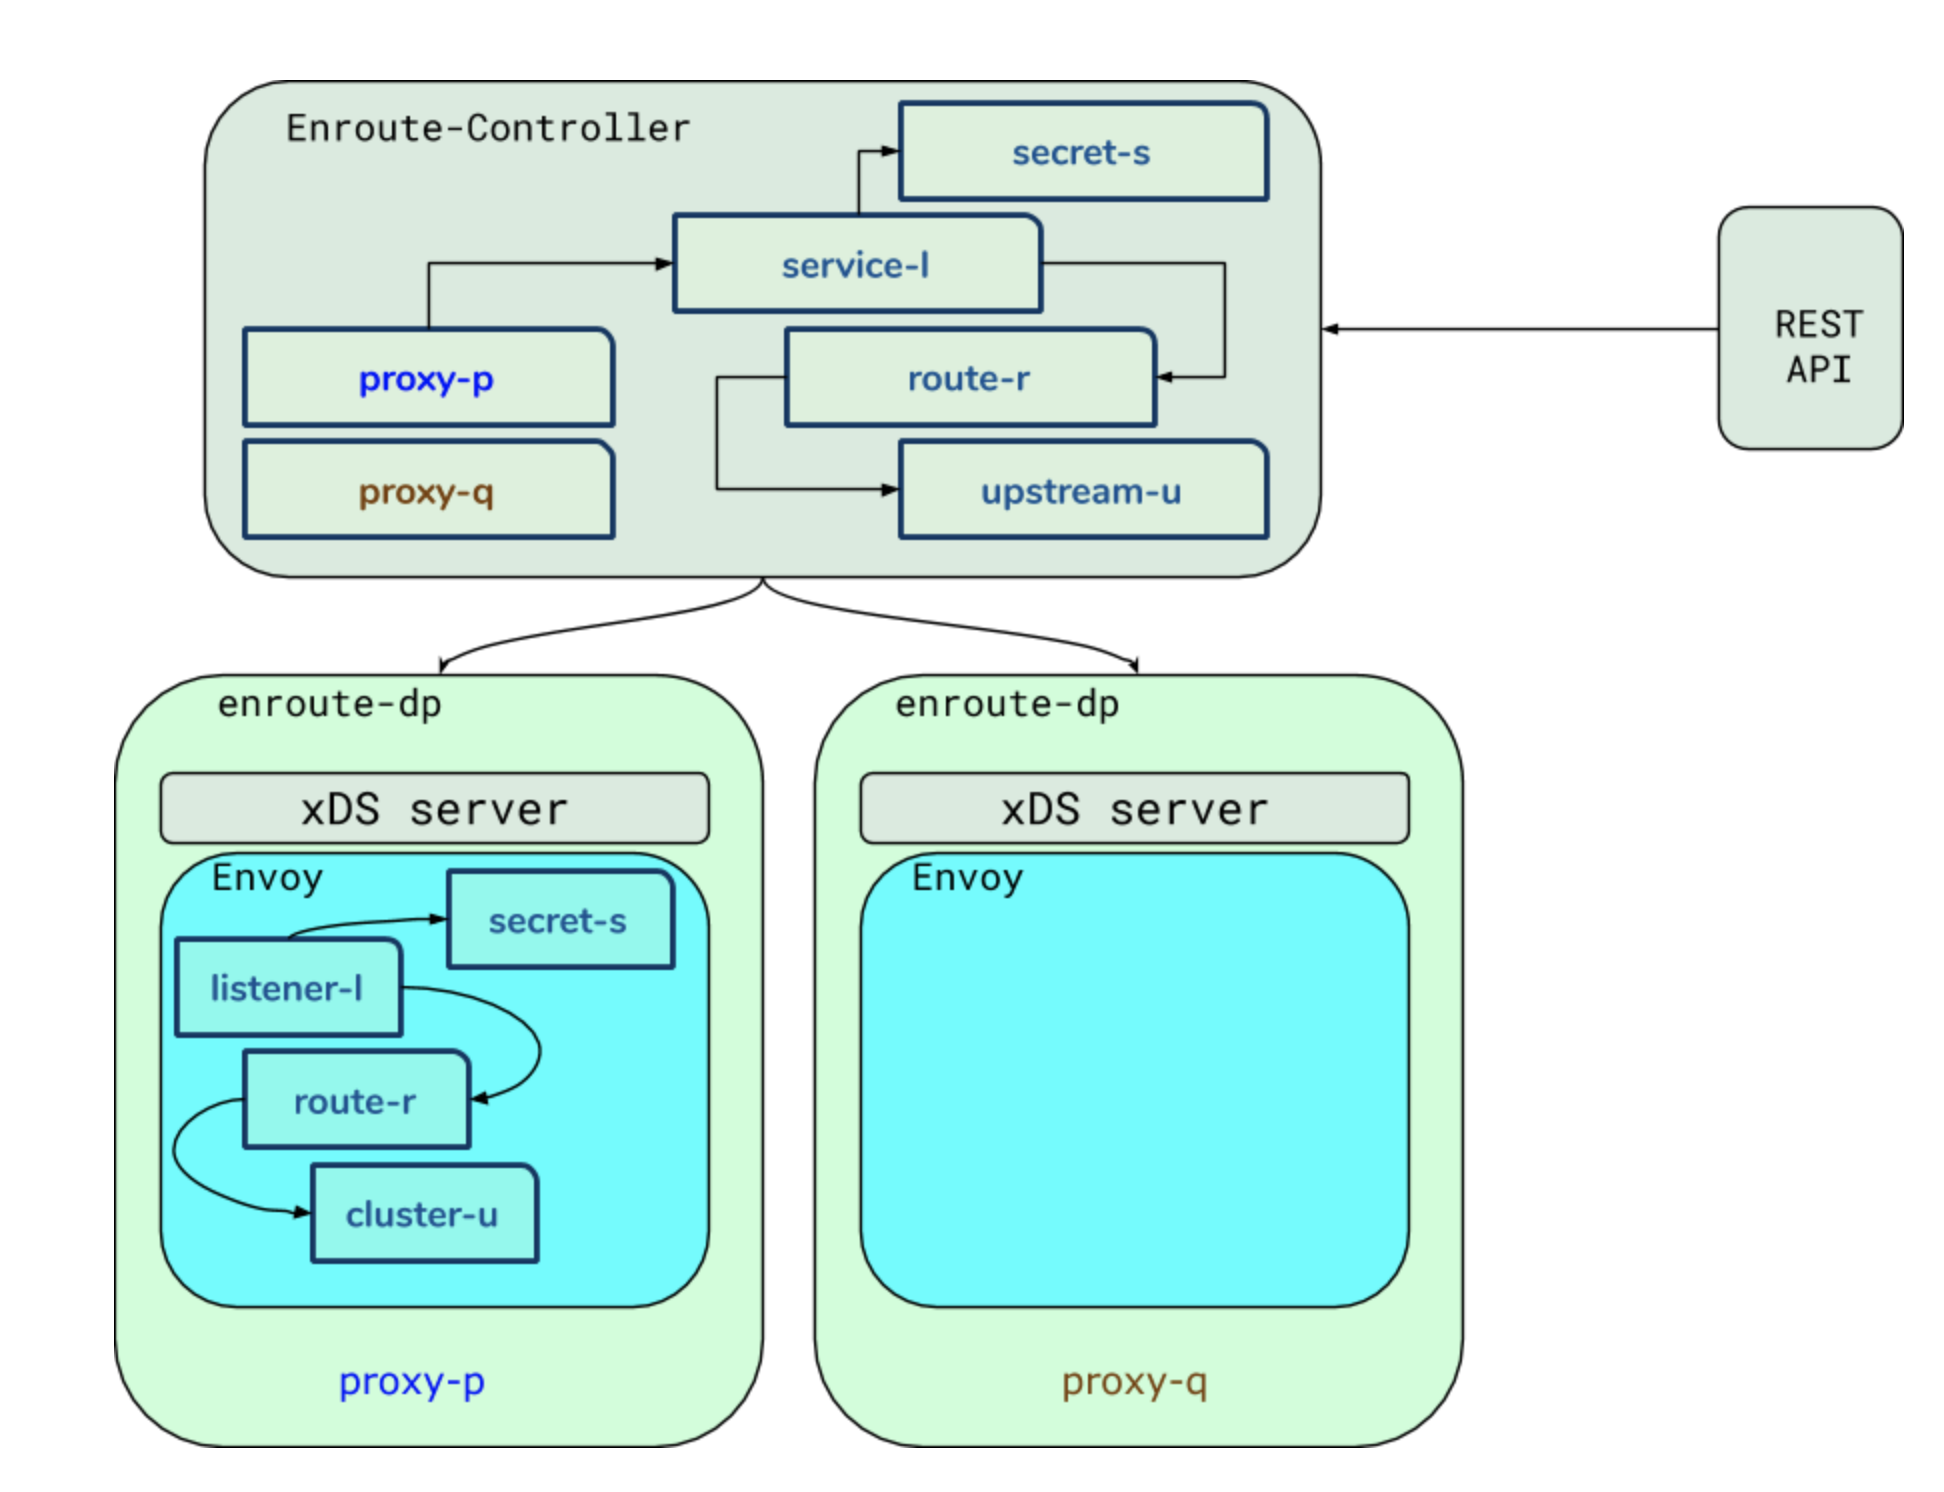 Enroute-Controller
secret-s
service-l
proxy-p
route-r
proxy-q
upstream-u
REST
API
enroute-dp
xDS server
Envoy
secret-s
listener-l
route-r
cluster-u
proxy-p
enroute-dp
xDS server
Envoy
proxy-q